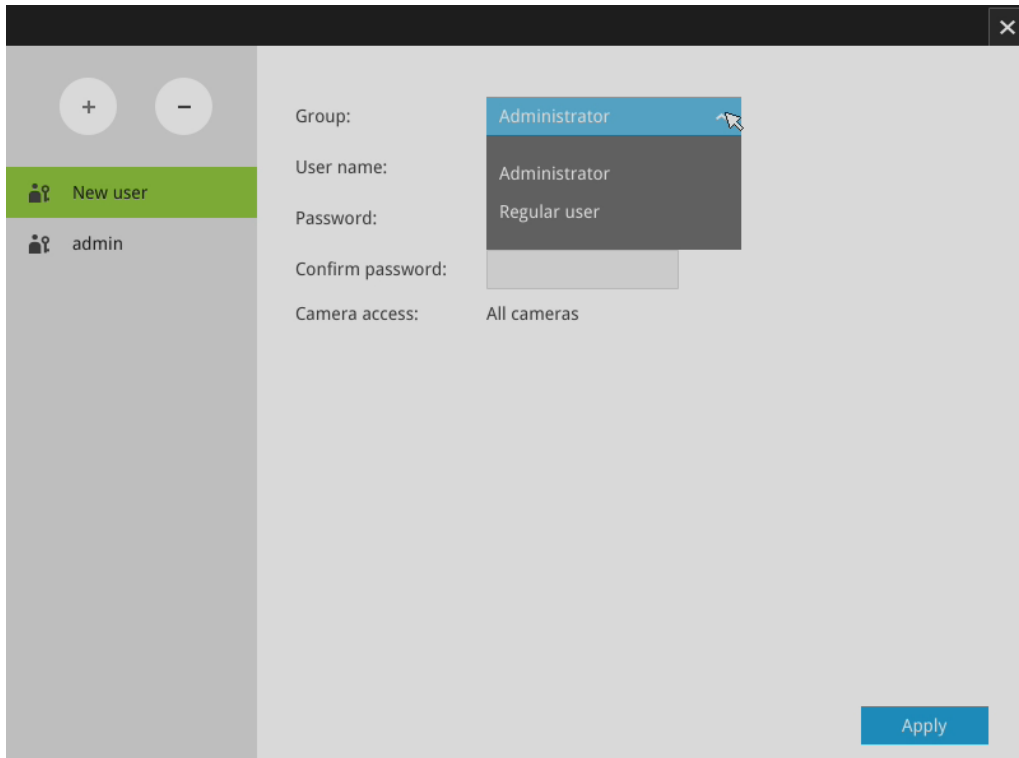 Group: Administrator
User name: Administrator
Regular user
Password:
Confirm password:
Camera access: All cameras
New user
admin
Apply